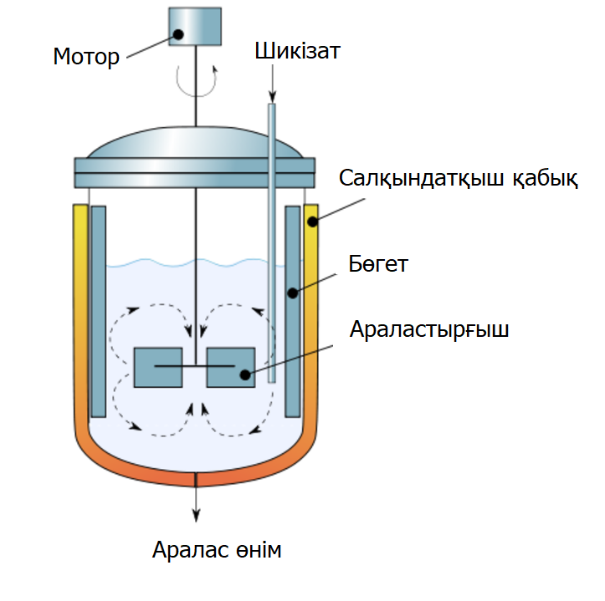 Мотор
Шикізат
Салқындатқыш қабық
Бөгет
Араластырғыш
Аралас өнім